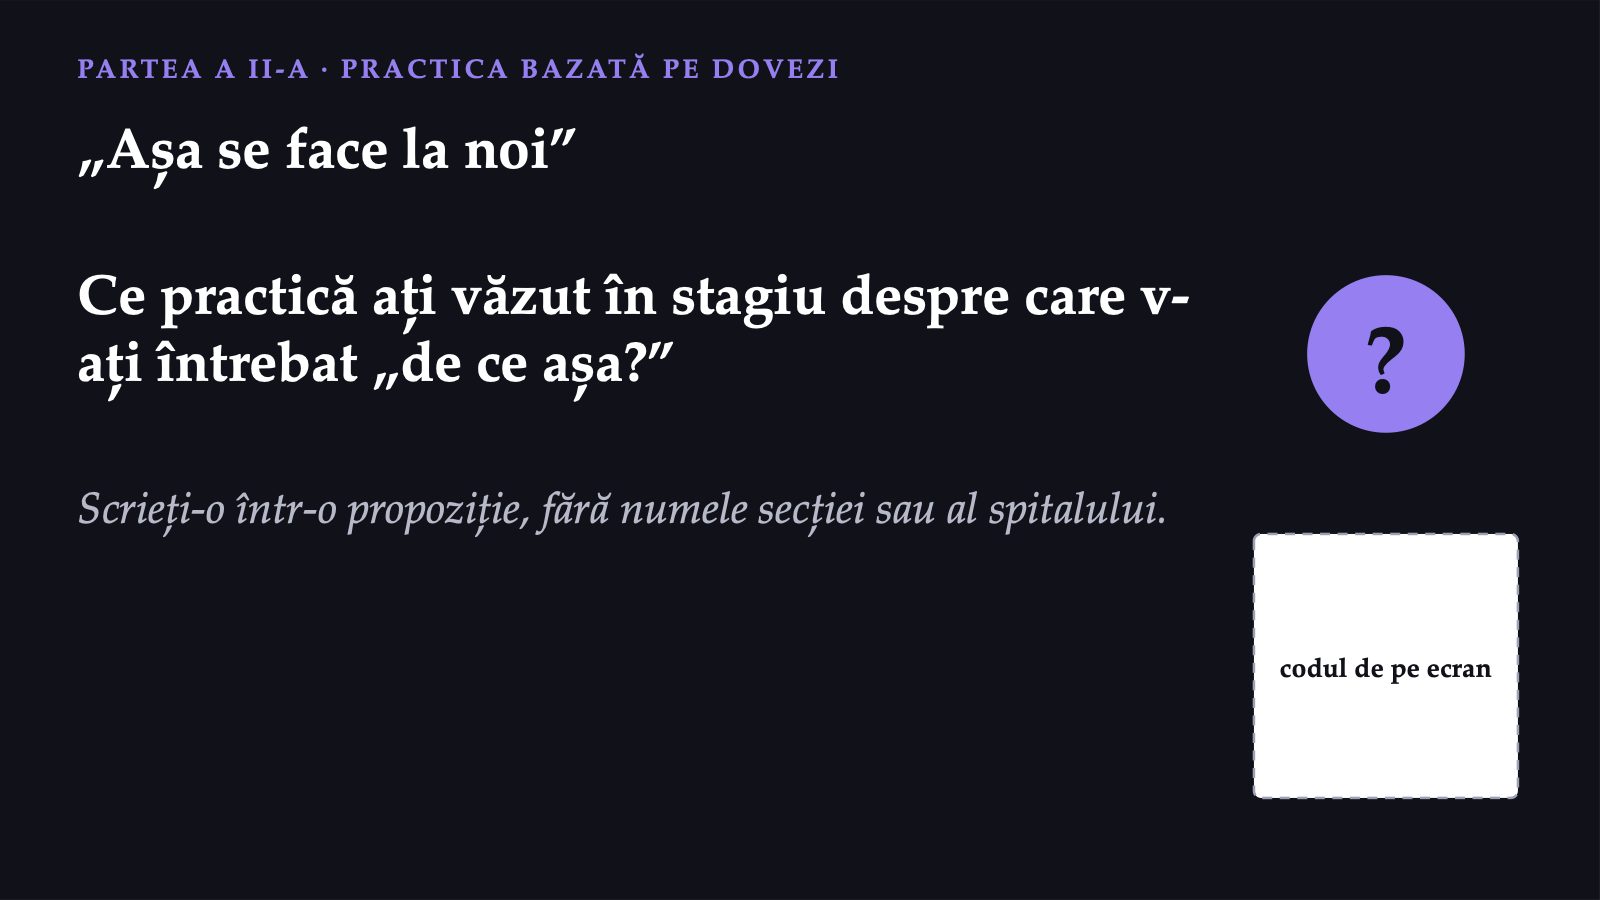 PARTEA A II-A · PRACTICA BAZATĂ PE DOVEZI
„Așa se face la noi”
Ce practică ați văzut în stagiu despre care v-
ați întrebat „de ce așa?”
?
Scrieți-o într-o propoziție, fără numele secției sau al spitalului.
codul de pe ecran